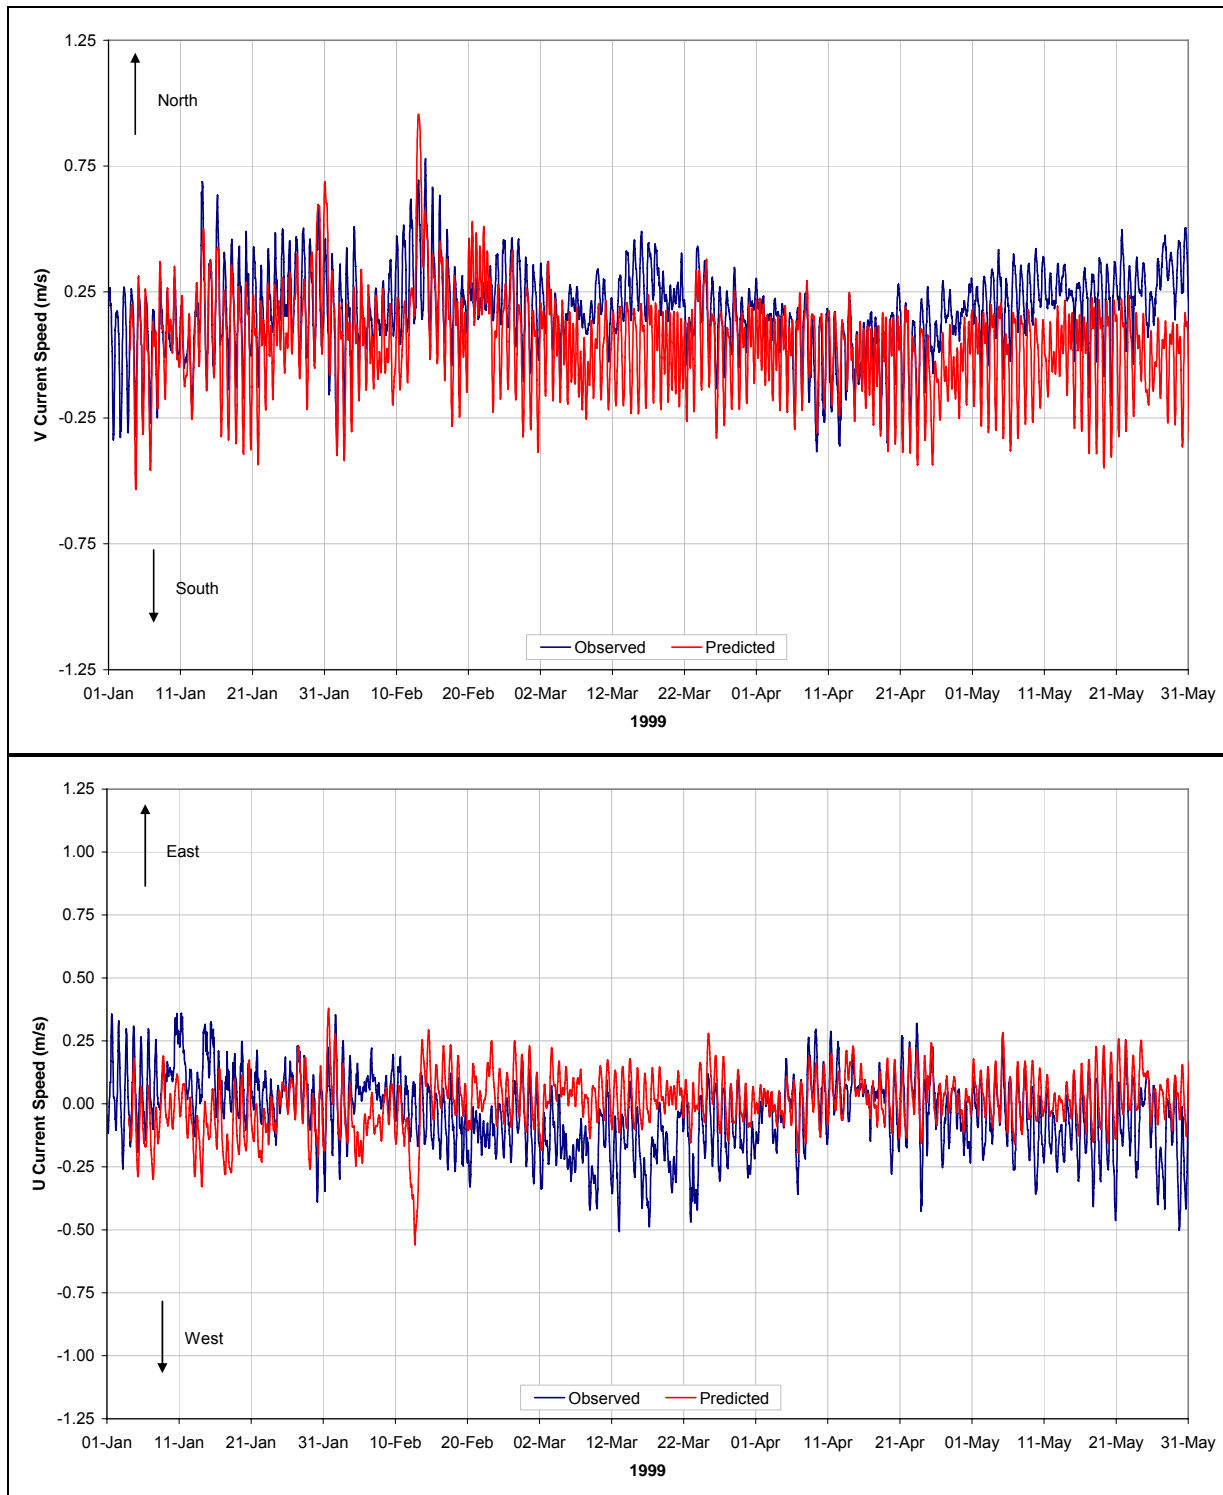 1.25
North
0.75
0.25
V Current Speed (m/s)
-0.25
-0.75
South
Observed Predicted
-1.25
01-Jan 11-Jan 21-Jan 31-Jan 10-Feb 20-Feb 02-Mar 12-Mar 22-Mar 01-Apr 11-Apr 21-Apr 01-May 11-May 21-May 31-May
1999
1.25
1.00
East
0.75
0.50
0.25
U Current Speed (m/s)
0.00
-0.25
-0.50
-0.75
West
-1.00
Observed Predicted
-1.25
01-Jan 11-Jan 21-Jan 31-Jan 10-Feb 20-Feb 02-Mar 12-Mar 22-Mar 01-Apr 11-Apr 21-Apr 01-May 11-May 21-May 31-May
1999